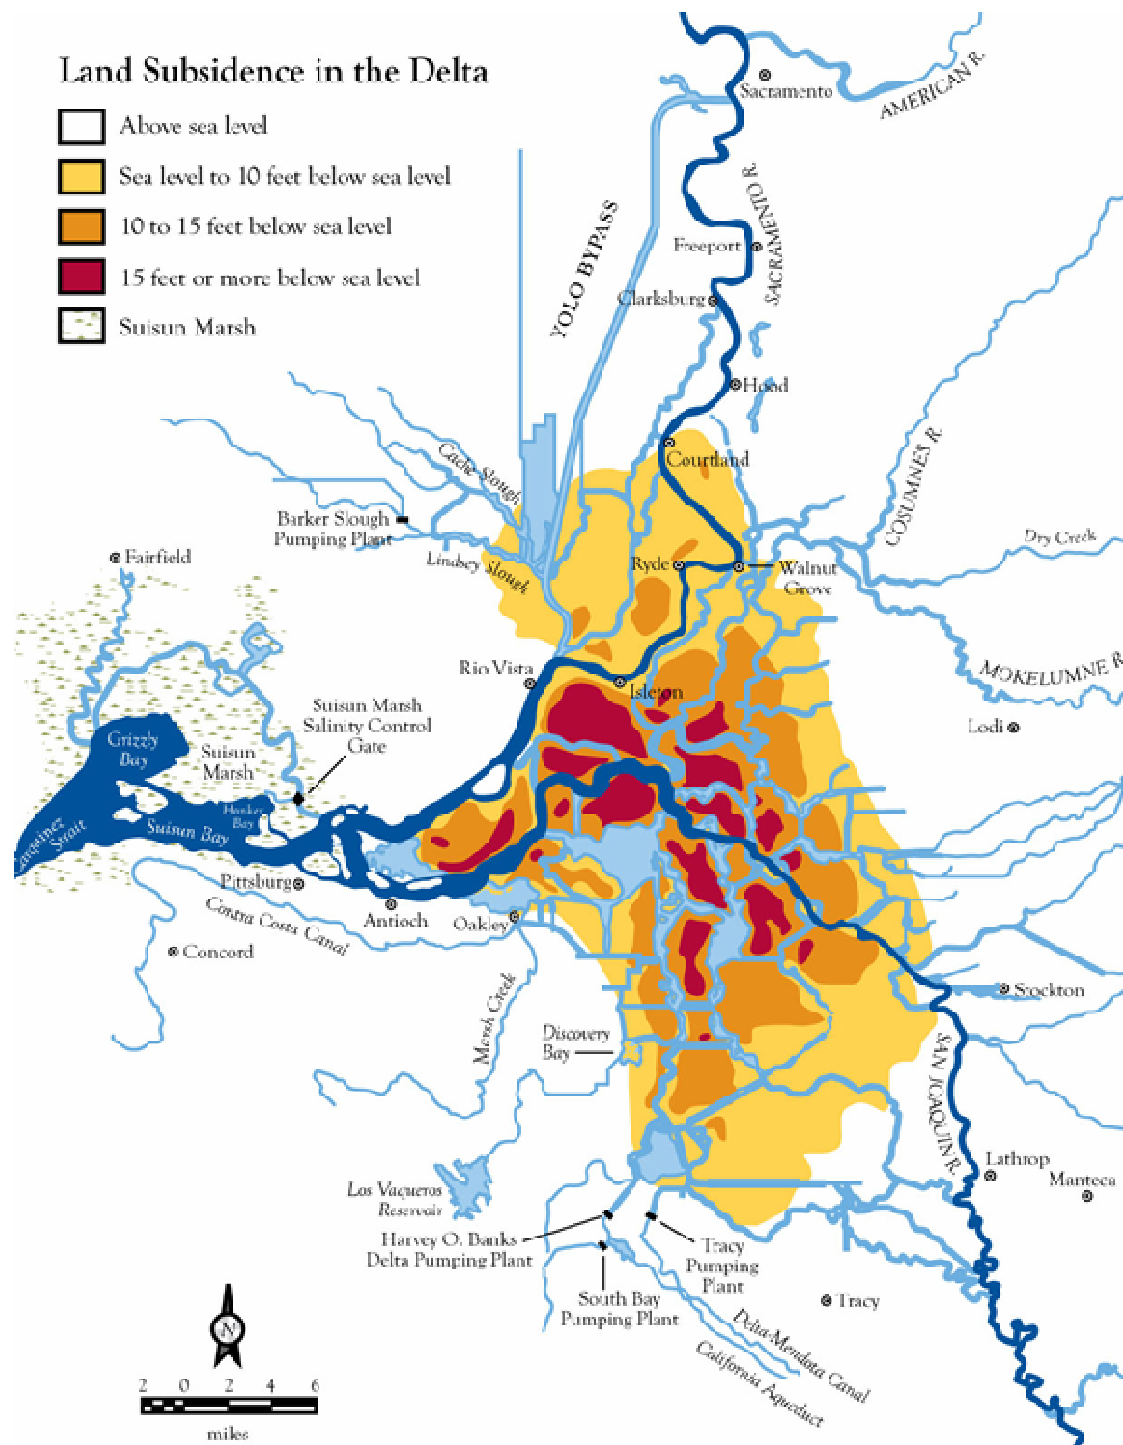 Land Subsidence in the Delta
Above sea level
Sea level to 10 feet below sea level
10 to 15 feet below sea level
15 feet or more below sea level
Suisun Marsh
Sacramento
AMERICAN R.
SACRAMENTO R.
YOLO BYPASS
Freeport
Clarksburg
Hood
Courtland
Cache Slough
COSUMNES R.
Barker Slough
Pumping Plant
Lindsey Slough
Dry Creek
Fairfield
Ryde
Walnut
Grove
Rio Vista
Isleton
MOKELUMNE R.
Lodi
Suisun Marsh
Salinity Control
Gate
Grizzly
Bay
Suisun
Marsh
Honker
Bay
Suisun Bay
Carquinez
Strait
Pittsburg
Antioch
Oakley
Contra Costa Canal
Concord
Marsh Creek
Stockton
Discovery
Bay
SAN JOAQUIN R.
Lathrop
Manteca
Los Vaqueros
Reservoir
Harvey O. Banks
Delta Pumping Plant
Tracy
Pumping
Plant
South Bay
Pumping Plant
Tracy
Delta-Mendota Canal
California Aqueduct
N
2 0 2 4 6
miles